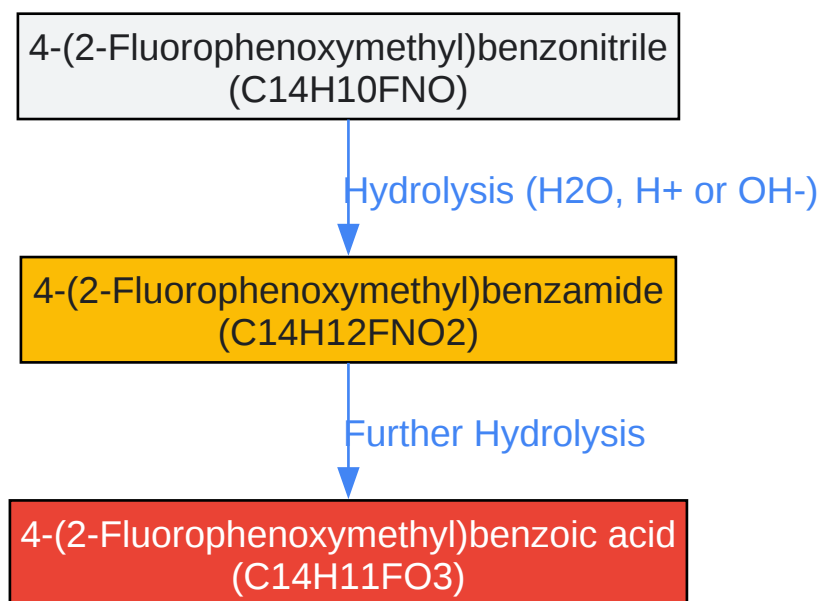 4-(2-Fluorophenoxymethyl)benzonitrile
(C14H10FNO)
Hydrolysis (H2O, H+ or OH-)
4-(2-Fluorophenoxymethyl)benzamide
(C14H12FNO2)
Further Hydrolysis
4-(2-Fluorophenoxymethyl)benzoic acid
(C14H11FO3)